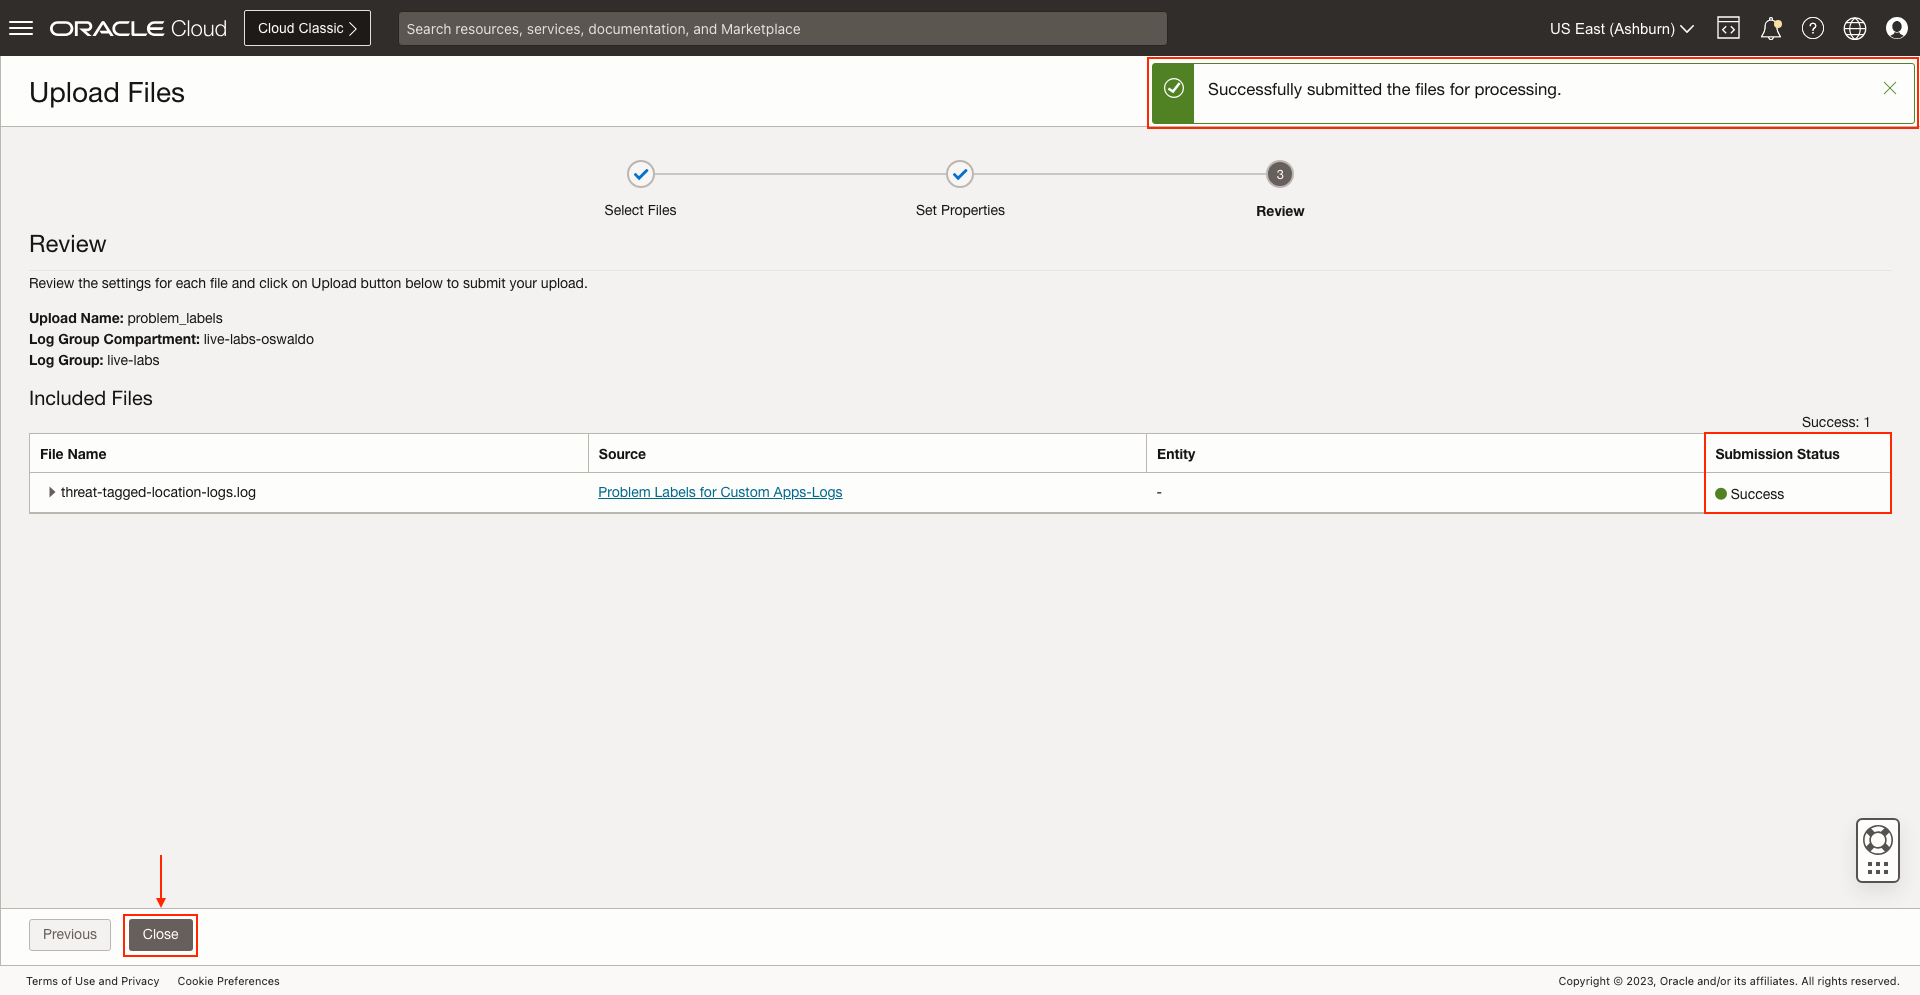 ORACLE Cloud
Cloud Classic
Search resources, services, documentation, and Marketplace
US East (Ashburn)
Upload Files
Successfully submitted the files for processing.
3
Select Files
Set Properties
Review
Review
Review the settings for each file and click on Upload button below to submit your upload.
Upload Name: problem_labels
Log Group Compartment: live-labs-oswaldo
Log Group: live-labs
Included Files
Success: 1
File Name Source Entity Submission Status
threat-tagged-location-logs.log Problem Labels for Custom Apps-Logs - Success
Previous Close
Terms of Use and Privacy Cookie Preferences
Copyright © 2023, Oracle and/or its affiliates. All rights reserved.